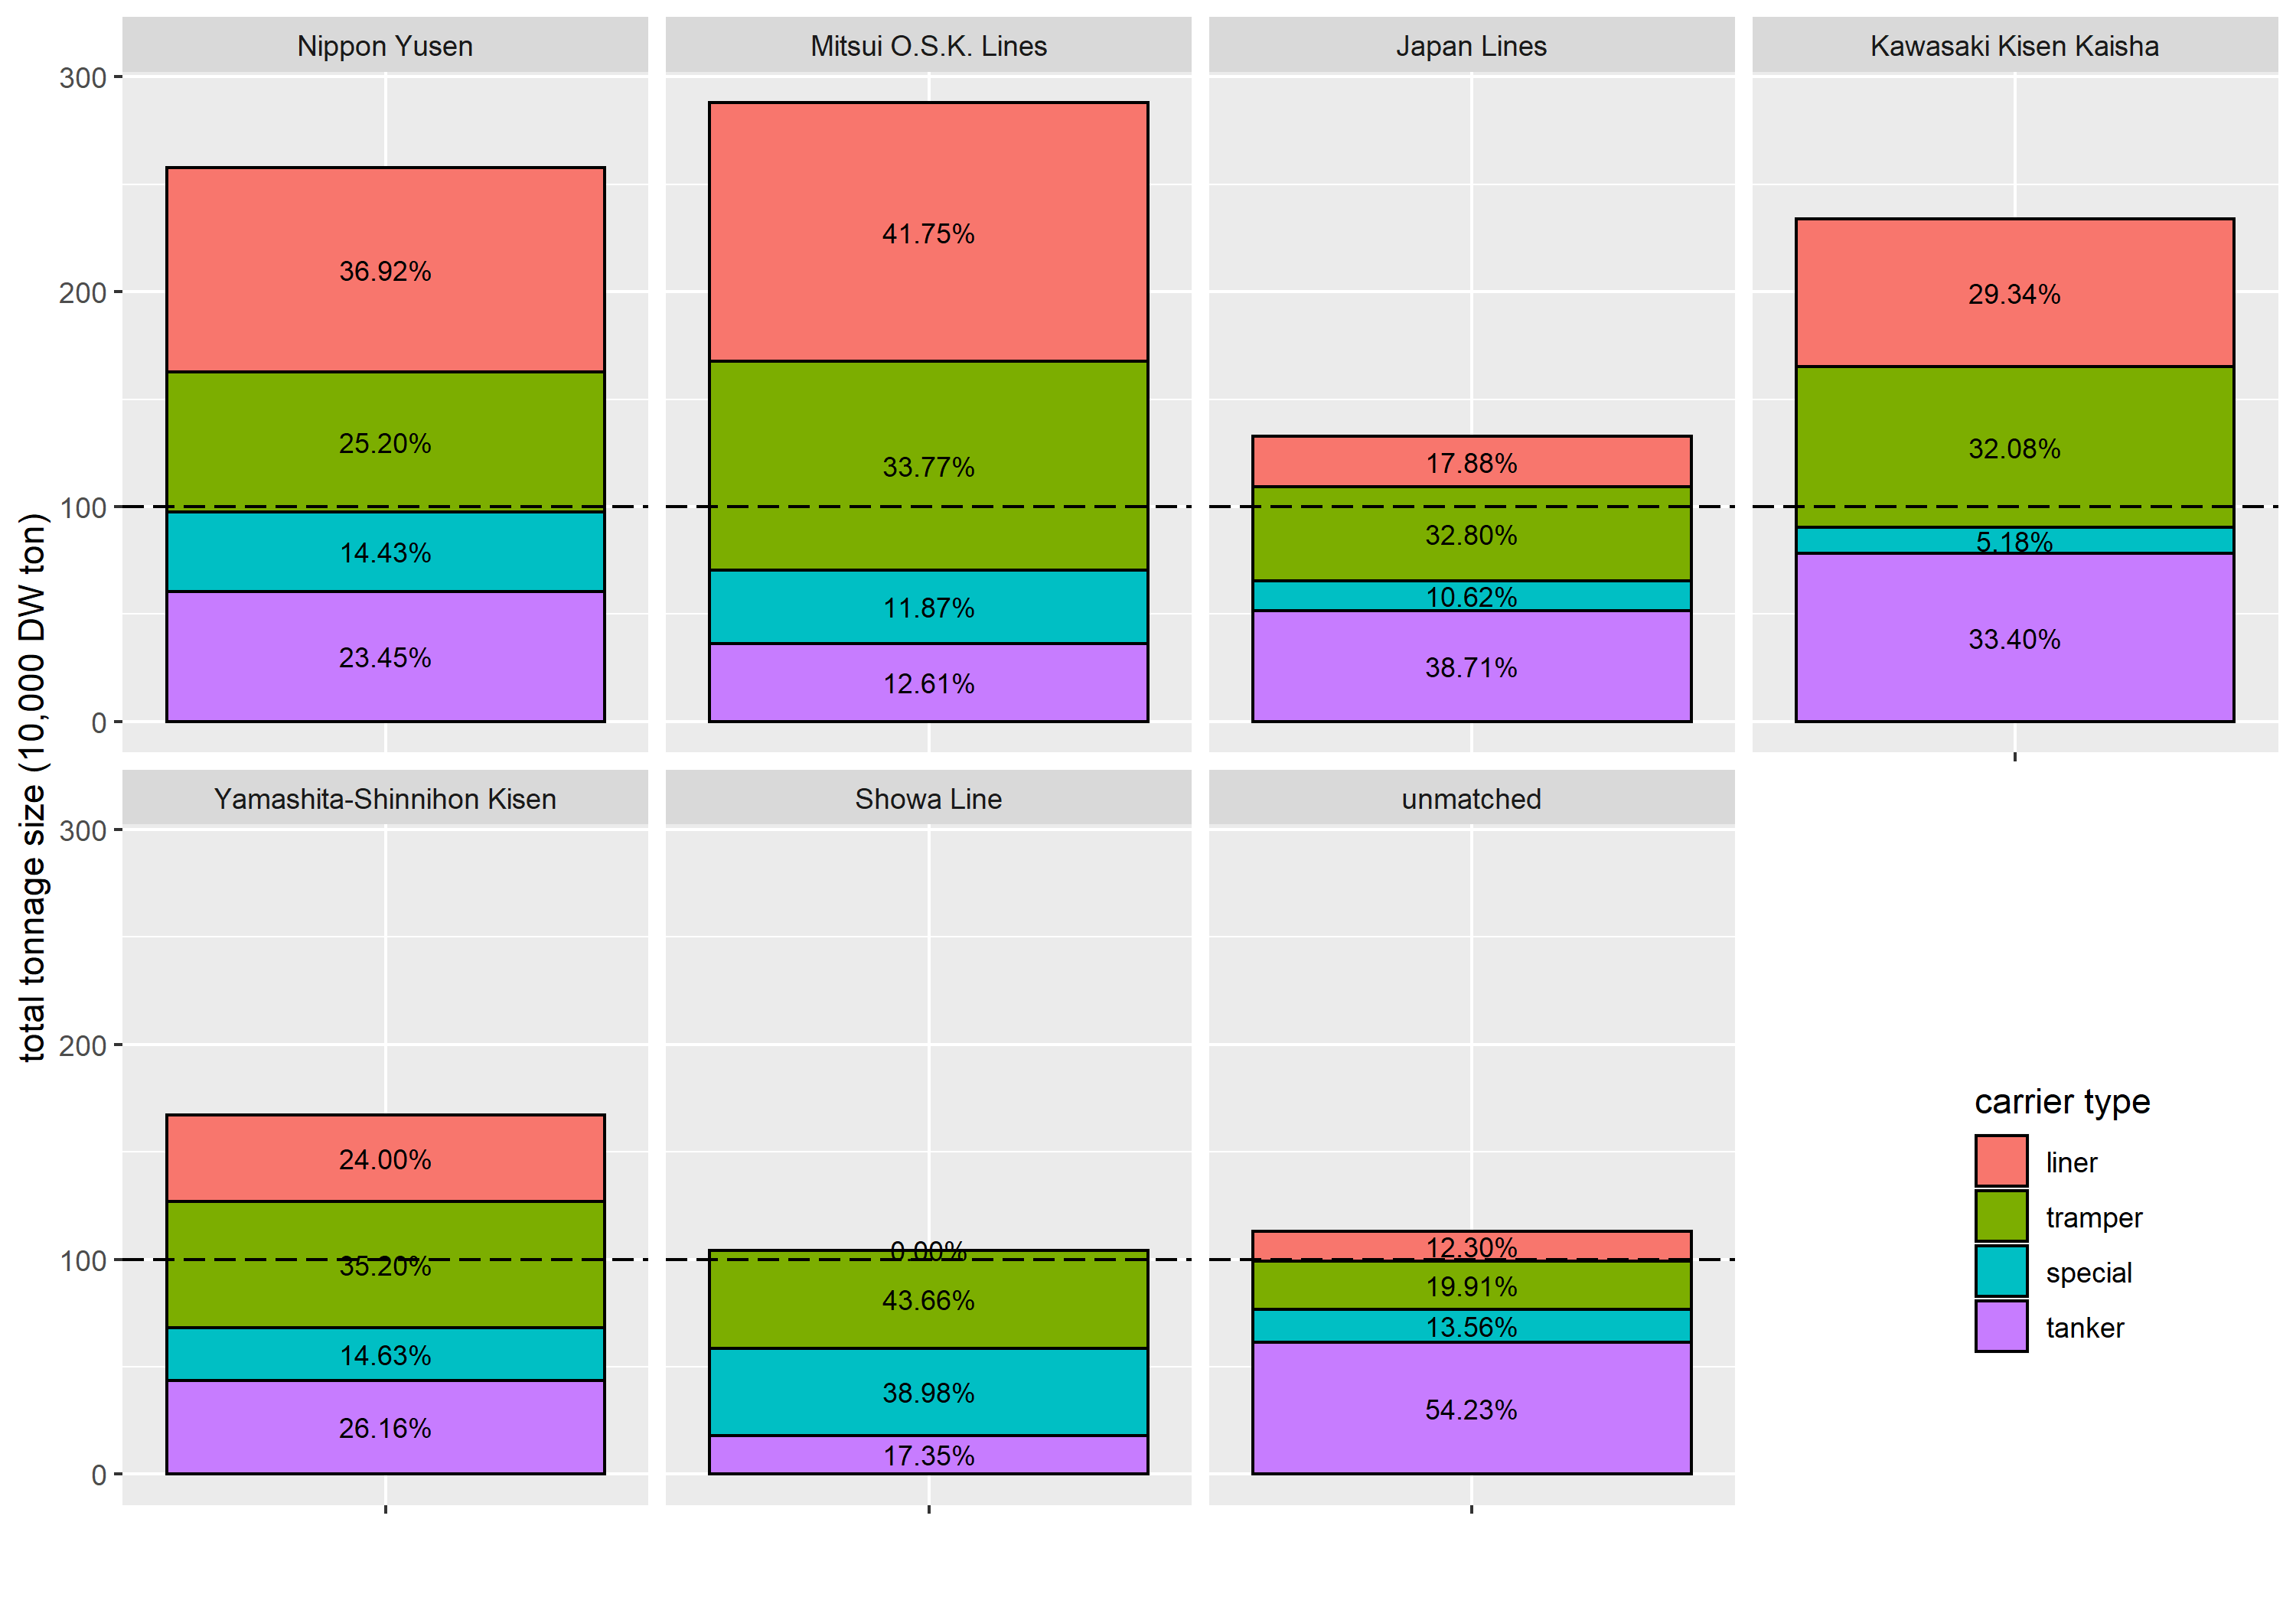 Nippon Yusen
Mitsui O.S.K. Lines
Japan Lines
Kawasaki Kisen Kaisha
300
200
100
0
36.92%
25.20%
14.43%
23.45%
41.75%
33.77%
11.87%
12.61%
17.88%
32.80%
10.62%
38.71%
29.34%
32.08%
5.18%
33.40%
total tonnage size (10,000 DW ton)
Yamashita-Shinnihon Kisen
Showa Line
unmatched
300
200
100
0
24.00%
35.20%
14.63%
26.16%
0.00%
43.66%
38.98%
17.35%
12.30%
19.91%
13.56%
54.23%
carrier type
liner
tramper
special
tanker